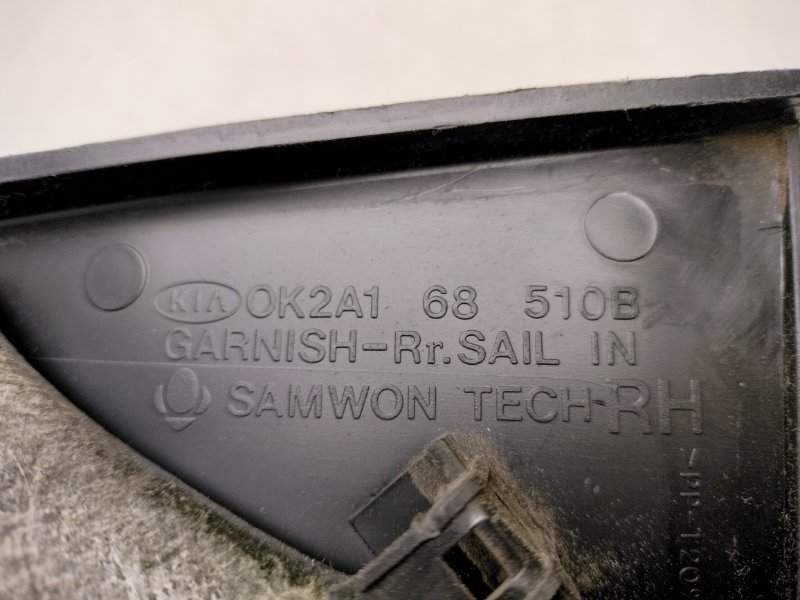 KIA 0K2A1 68 510B
GARNISH-Rr.SAIL IN
SAMWON TECH RH